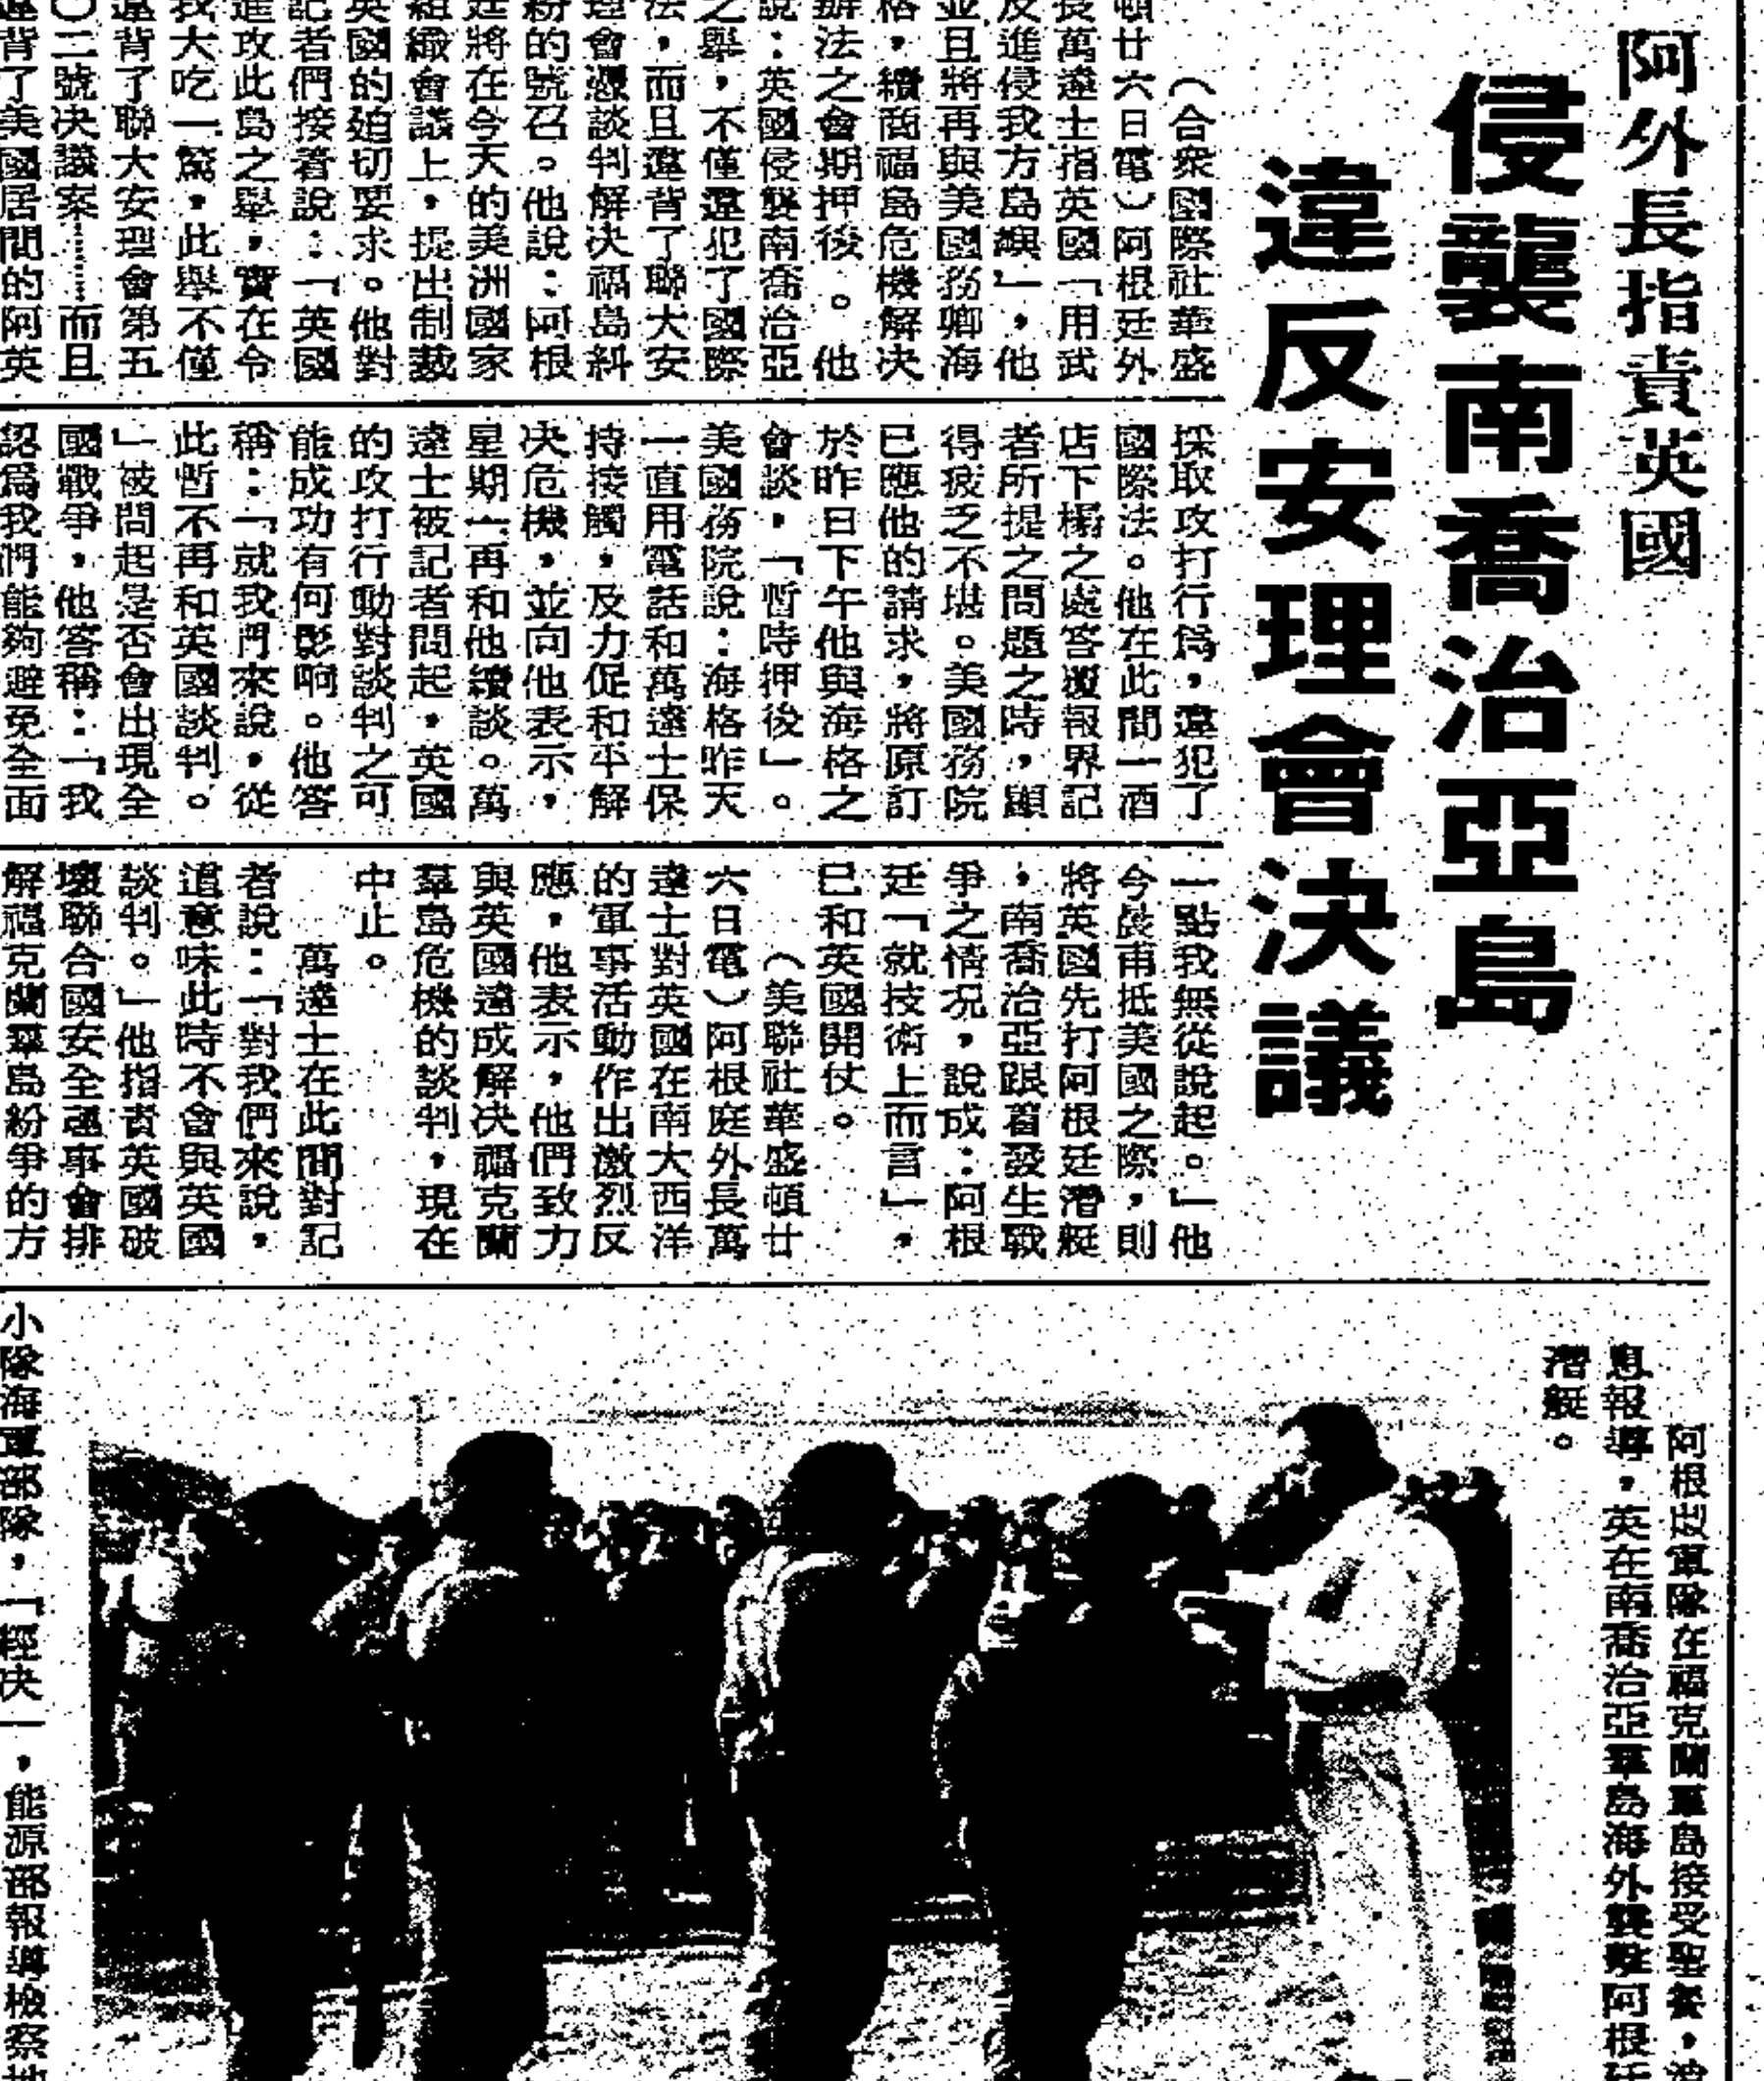 阿外長指責英國
侵襲南喬治亞島
違反安理會決議
（合衆國際社華盛
頓廿六日電）阿根廷外
長萬達士指英國「用武
反進侵我方島嶼」，他
並且將再與美國務卿海
格，續商福島危機解决
辦法之會期押後。他
說：英國侵襲南喬治亞
之舉，不僅違犯了國際
法，而且違背了聯大安
理會憑談判解决福島糾
紛的號召。他說：阿根
廷將在今天的美洲國家
組織會議上，提出制裁
英國的廹切要求。他對
記者們接着說：「英國
進攻此島之舉，實在令
我大吃一驚，此舉不僅
違背了聯大安理會第五
〇二號决議案……而且
違背了美國居間的阿英
採取攻打行爲，違犯了
國際法。他在此間一酒
店下榻之處答覆報界記
者所提之問題之時，顯
得疲乏不堪。美國務院
已應他的請求，將原訂
於昨日下午他與海格之
會談，「暫時押後」。
美國務院說：海格昨天
一直用電話和萬達士保
持接觸，及力促和平解
决危機，並向他表示，
星期一再和他續談。萬
達士被記者問起，英國
的攻打行動對談判之可
能成功有何影响。他答
稱：「就我們來說，從
此暫不再和英國談判。
」被問起是否會出現全
國戰爭，他答稱：「我
認爲我們能夠避免全面
一點我無從說起。」他
今晨甫抵美國之際，則
將英國先打阿根廷潛艇
，南喬治亞跟着發生戰
爭之情况，說成：阿根
廷「就技術上而言」，
已和英國開仗。
（美聯社華盛頓廿
六日電）阿根庭外長萬
達士對英國在南大西洋
的軍事活動作出激烈反
應，他表示，他們致力
與英國達成解决福克蘭
羣島危機的談判，現在
中止。
萬達士在此間對記
者說：「對我們來說，
這意味此時不會與英國
談判。」他指責英國破
壞聯合國安全理事會排
解福克蘭羣島紛爭的方
阿根廷軍隊在福克蘭羣島接受聖餐，
息報導，英在南喬治亞羣島海外襲擊阿根廷
潛艇。
小隊海軍部隊，「輕决一，能源部報導檢察地